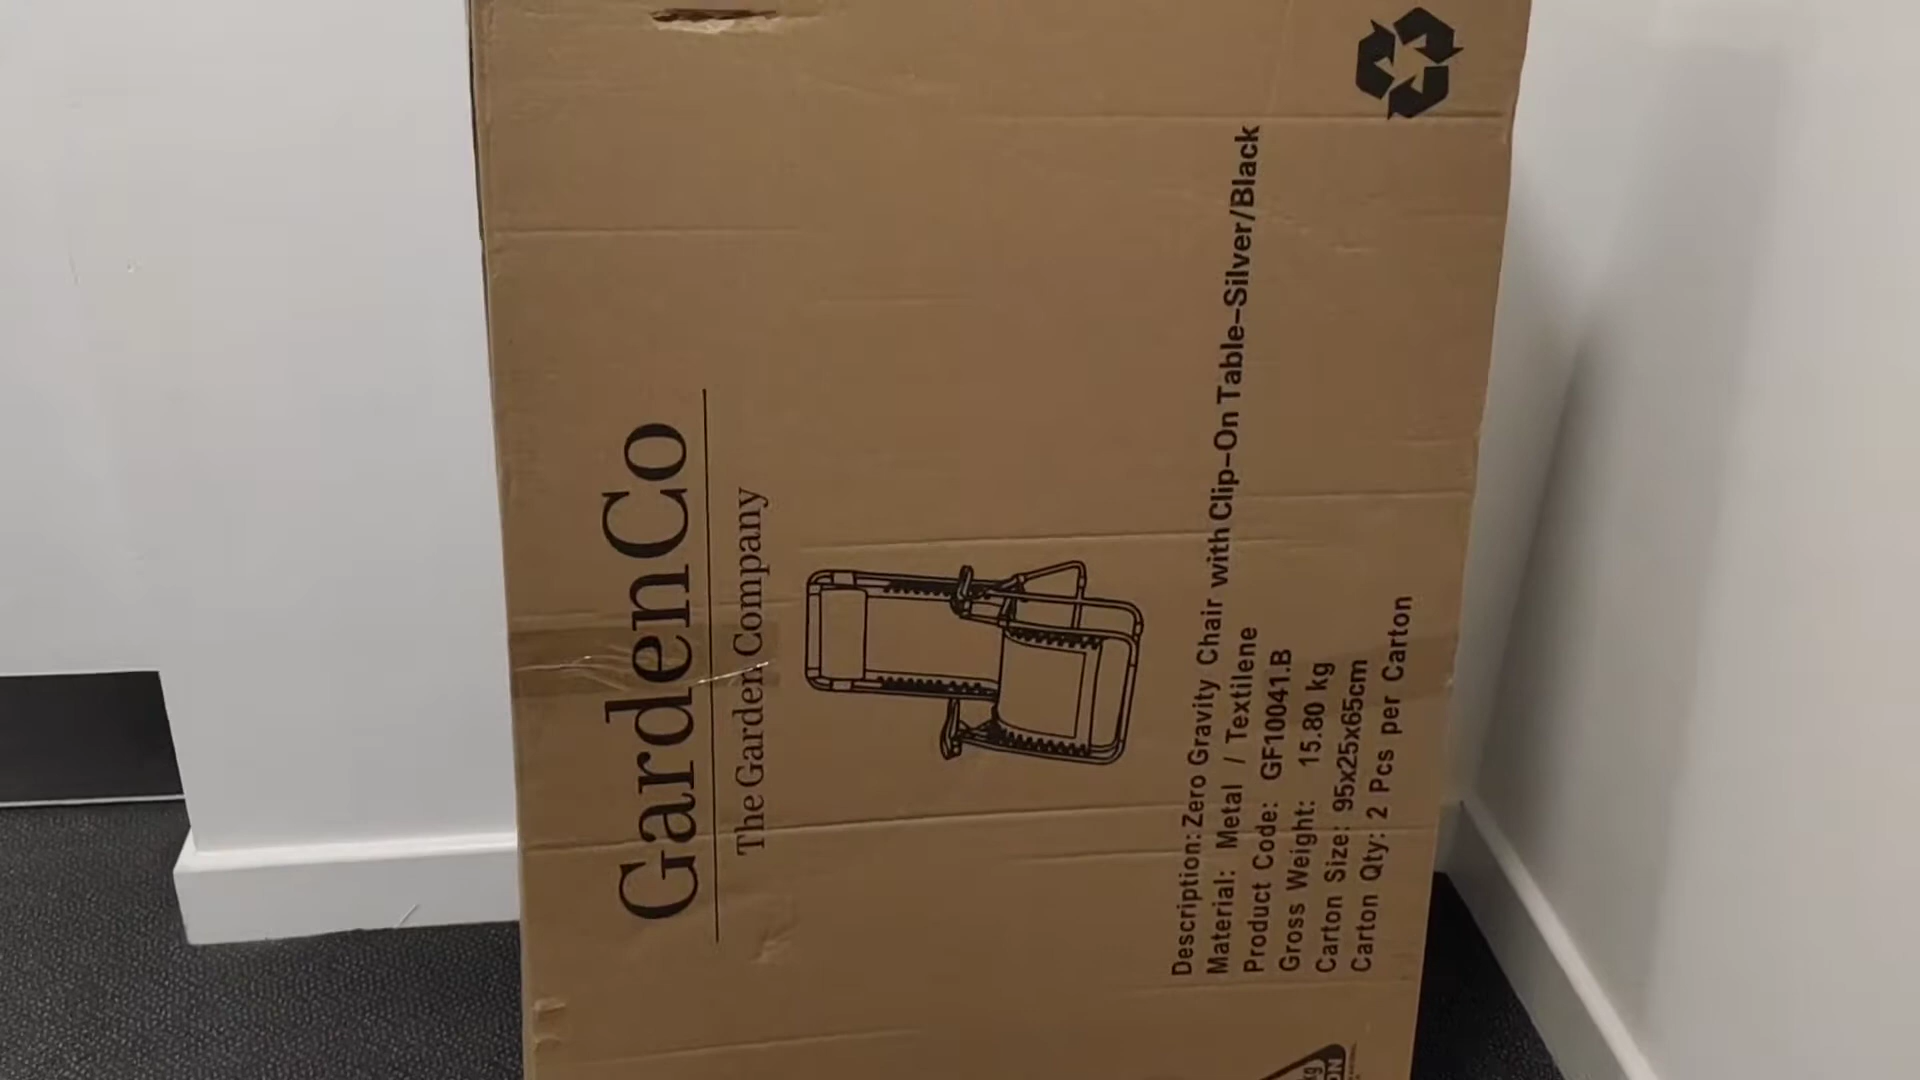 GardenCo
The Garden Company
Description: Zero Gravity Chair with Clip-On Table-Silver/Black
Material: Metal / Textilene
Product Code: GF10041.B
Gross Weight: 15.80 kg
Carton Size: 95x25x65cm
Carton Qty: 2 Pcs per Carton
kg